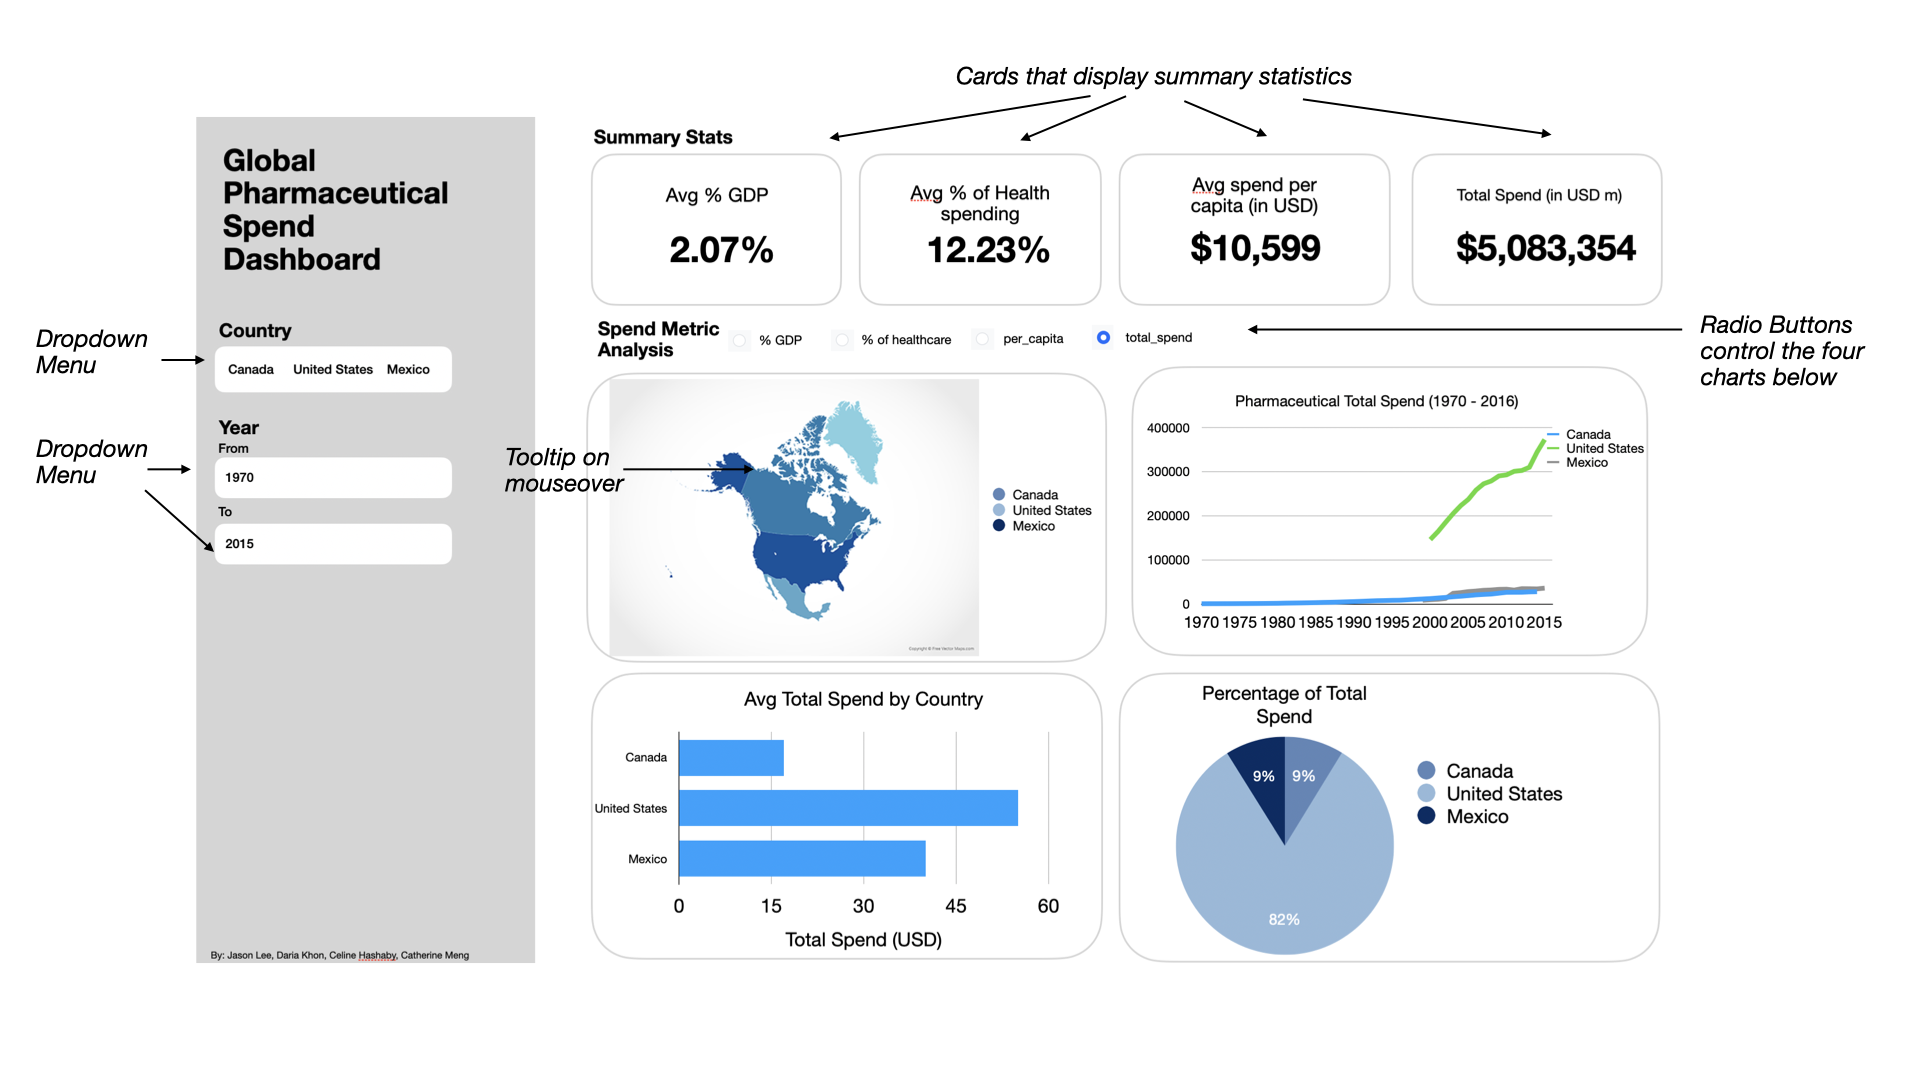 Cards that display summary statistics
Global
Pharmaceutical
Spend
Dashboard
Dropdown
Menu
Country
Canada United States Mexico
Dropdown
Menu
Year
From
1970
To
2015
By: Jason Lee, Daria Khon, Celine Hashaby, Catherine Meng
Summary Stats
Avg % GDP
2.07%
Avg % of Health
spending
12.23%
Avg spend per
capita (in USD)
$10,599
Total Spend (in USD m)
$5,083,354
Spend Metric
Analysis
% GDP
% of healthcare
per_capita
total_spend
Radio Buttons
control the four
charts below
Tooltip on
mouseover
Canada
United States
Mexico
Copyright © Free Vector Maps.com
Pharmaceutical Total Spend (1970 - 2016)
400000
300000
200000
100000
0
1970 1975 1980 1985 1990 1995 2000 2005 2010 2015
Canada
United States
Mexico
Avg Total Spend by Country
Canada
United States
Mexico
0 15 30 45 60
Total Spend (USD)
Percentage of Total
Spend
9% 9%
82%
Canada
United States
Mexico